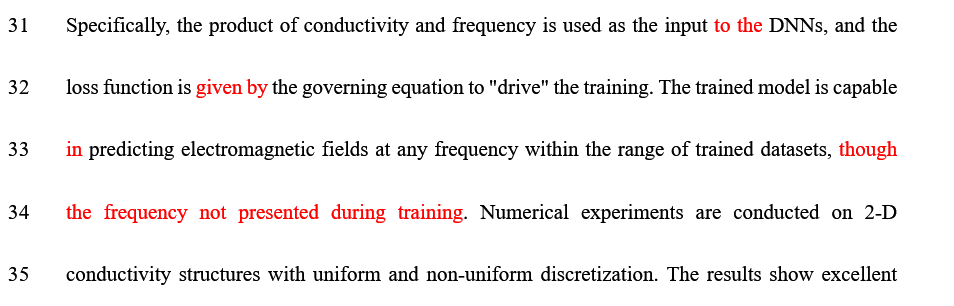 31 Specifically, the product of conductivity and frequency is used as the input to the DNNs, and the
32 loss function is given by the governing equation to "drive" the training. The trained model is capable
33 in predicting electromagnetic fields at any frequency within the range of trained datasets, though
34 the frequency not presented during training. Numerical experiments are conducted on 2-D
35 conductivity structures with uniform and non-uniform discretization. The results show excellent